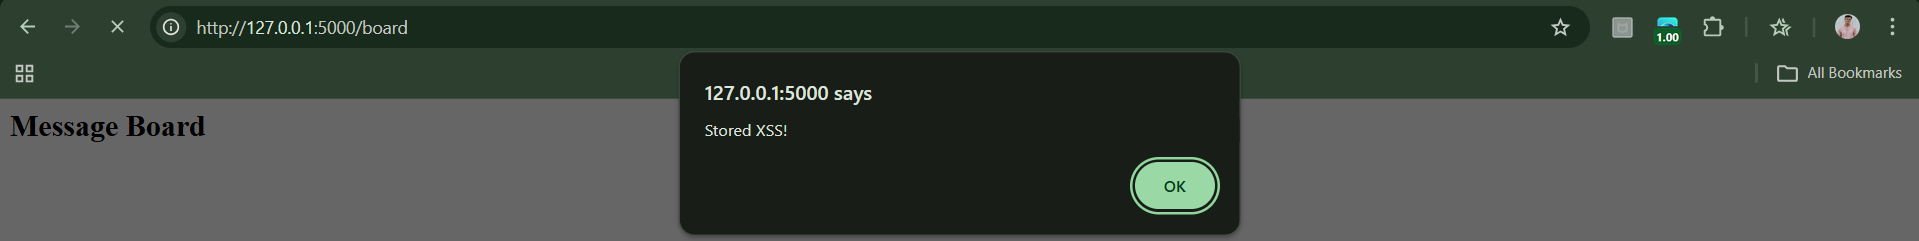 http://127.0.0.1:5000/board
1.00
All Bookmarks
127.0.0.1:5000 says
Message Board
Stored XSS!
OK